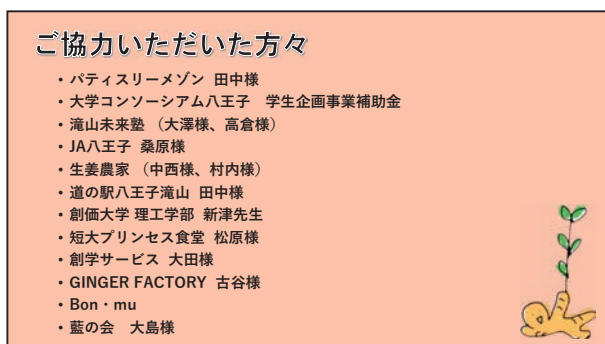 ご協力いただいた方々
・パティスリーメゾン 田中様
・大学コンソーシアム八王子　学生企画事業補助金
・滝山未来塾 （大澤様、高倉様）
・JA八王子 桑原様
・生姜農家 （中西様、村内様）
・道の駅八王子滝山 田中様
・創価大学 理工学部 新津先生
・短大プリンセス食堂 松原様
・創学サービス 大田様
・GINGER FACTORY 古谷様
・Bon・mu
・藍の会　大島様